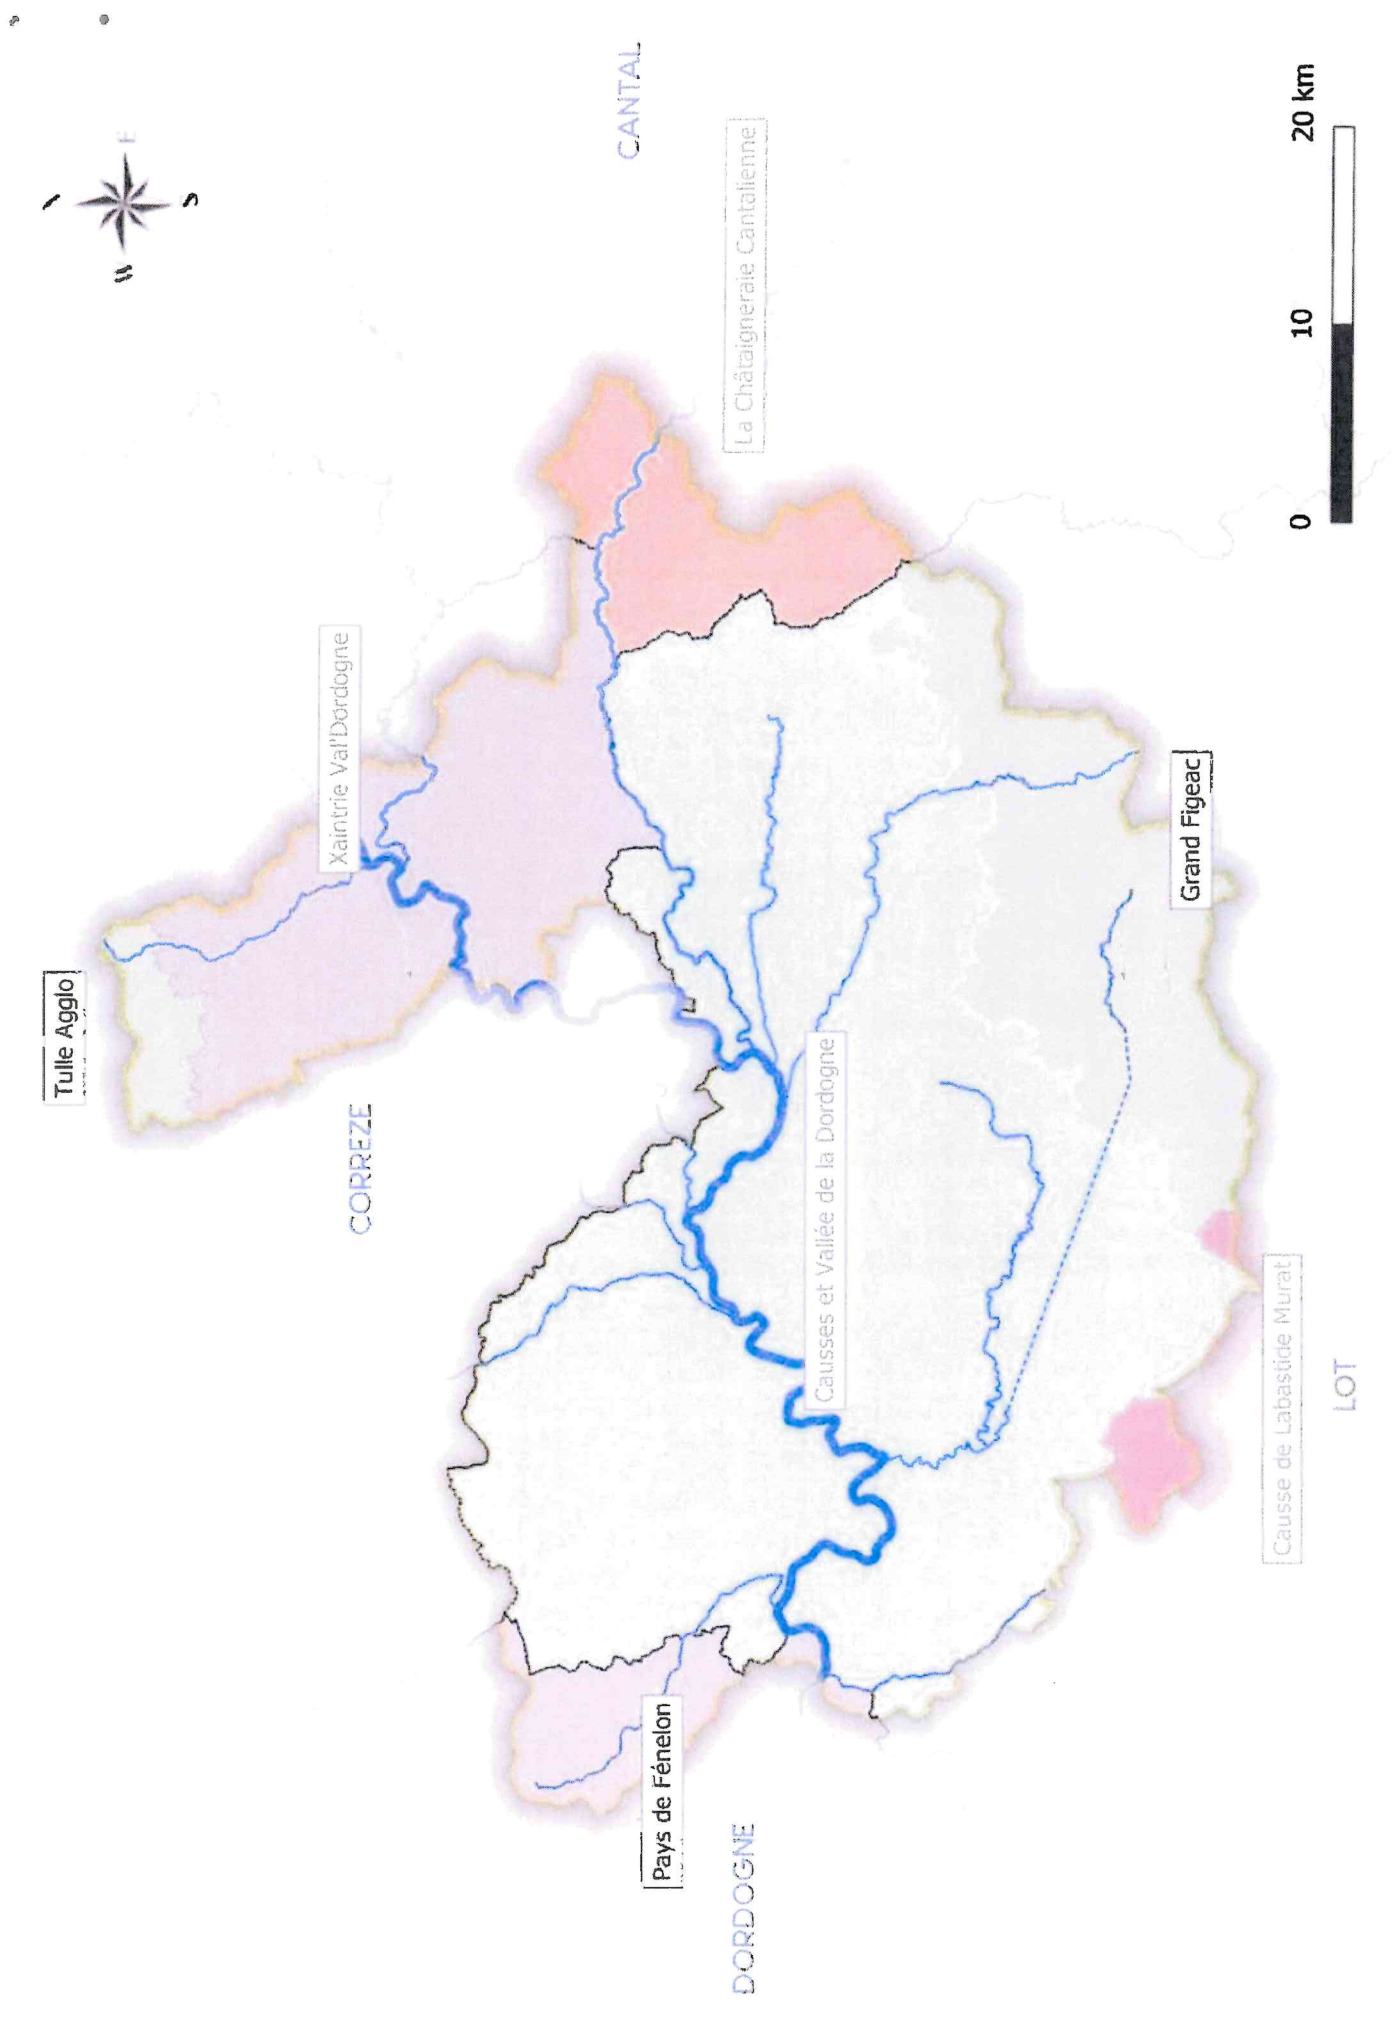 Tulle Agglo
W E
S
Xaintrie Val'Dordogne
CORREZE
CANTAL
Pays de Fénelon
DORDOGNE
La Châtaigneraie Cantalienne
Causses et Vallée de la Dordogne
Grand Figeac
Causse de Labastide Murat
0 10 20 km
LOT